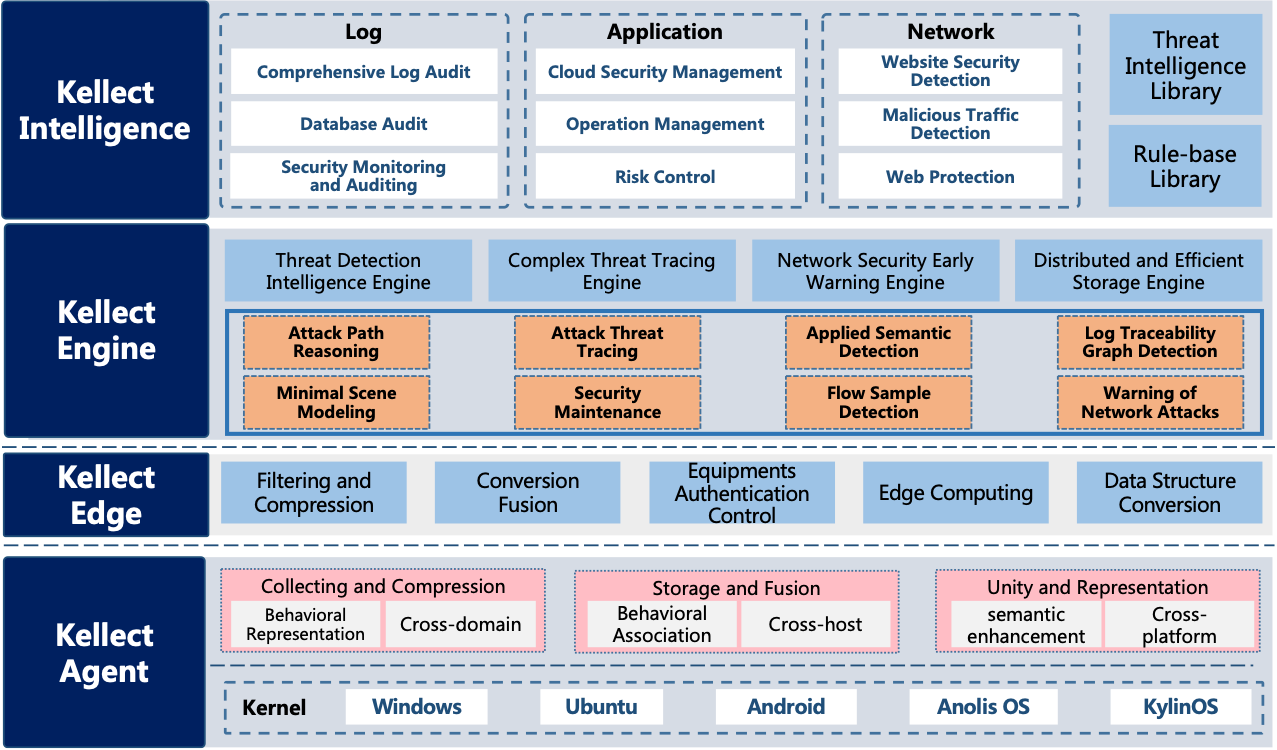 Kellect
Intelligence
Log
Comprehensive Log Audit
Database Audit
Security Monitoring
and Auditing
Application
Cloud Security Management
Operation Management
Risk Control
Network
Website Security
Detection
Malicious Traffic
Detection
Web Protection
Threat
Intelligence
Library
Rule-base
Library
Kellect
Engine
Threat Detection
Intelligence Engine
Complex Threat Tracing
Engine
Network Security Early
Warning Engine
Distributed and Efficient
Storage Engine
Attack Path
Reasoning
Attack Threat
Tracing
Applied Semantic
Detection
Log Traceability
Graph Detection
Minimal Scene
Modeling
Security
Maintenance
Flow Sample
Detection
Warning of
Network Attacks
Kellect
Edge
Filtering and
Compression
Conversion
Fusion
Equipments
Authentication
Control
Edge Computing
Data Structure
Conversion
Kellect
Agent
Collecting and Compression
Behavioral
Representation
Cross-domain
Storage and Fusion
Behavioral
Association
Cross-host
Unity and Representation
semantic
enhancement
Cross-
platform
Kernel
Windows
Ubuntu
Android
Anolis OS
KylinOS